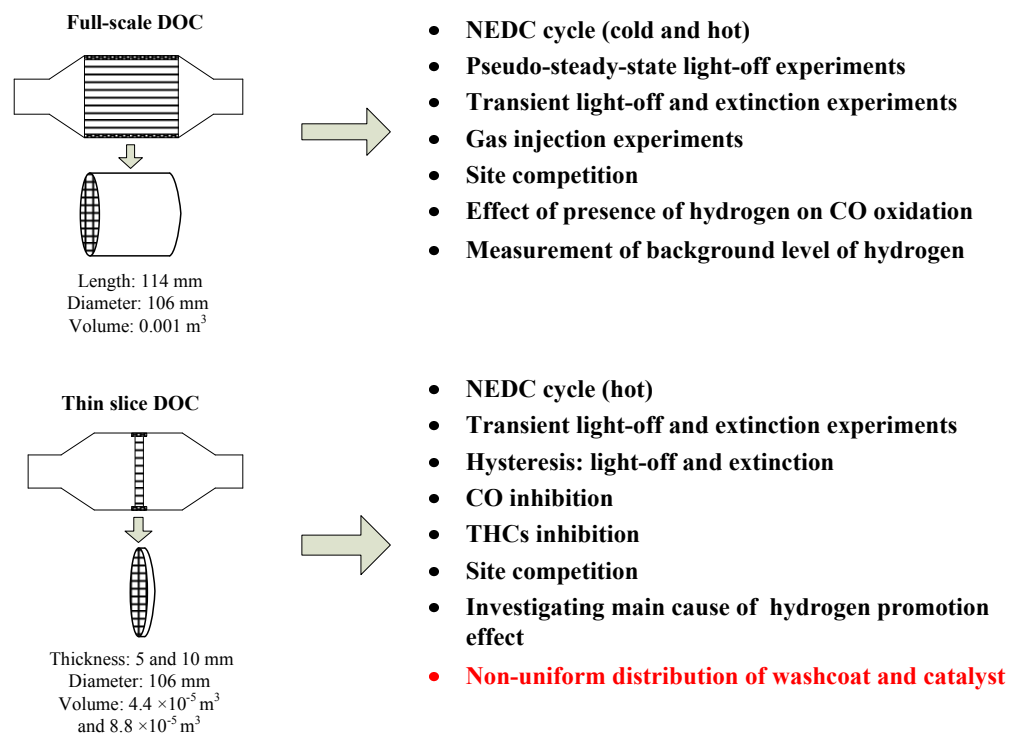 Full-scale DOC
Length: 114 mm
Diameter: 106 mm
Volume: 0.001 m³
• NEDC cycle (cold and hot)
• Pseudo-steady-state light-off experiments
• Transient light-off and extinction experiments
• Gas injection experiments
• Site competition
• Effect of presence of hydrogen on CO oxidation
• Measurement of background level of hydrogen
Thin slice DOC
Thickness: 5 and 10 mm
Diameter: 106 mm
Volume: 4.4 ×10⁻⁵ m³
and 8.8 ×10⁻⁵ m³
• NEDC cycle (hot)
• Transient light-off and extinction experiments
• Hysteresis: light-off and extinction
• CO inhibition
• THCs inhibition
• Site competition
• Investigating main cause of hydrogen promotion
effect
• Non-uniform distribution of washcoat and catalyst